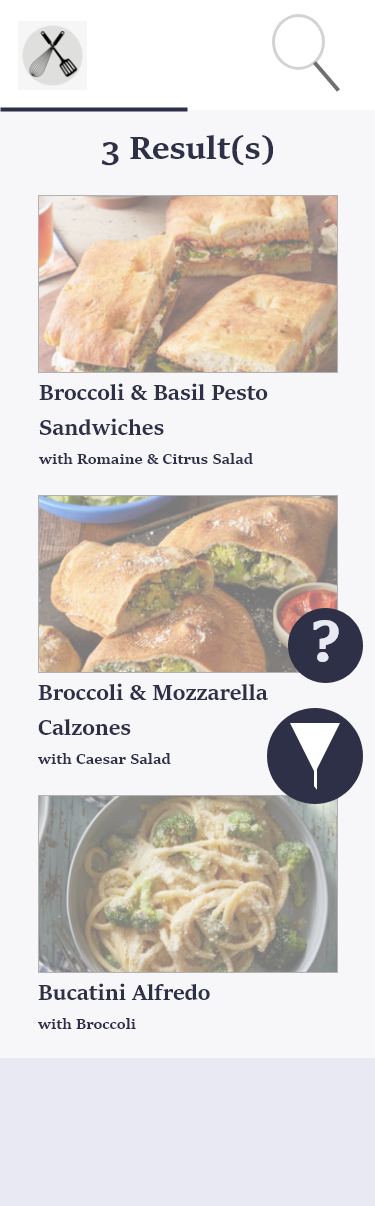 3 Result(s)
Broccoli & Basil Pesto
Sandwiches
with Romaine & Citrus Salad
Broccoli & Mozzarella
Calzones
with Caesar Salad
?
Bucatini Alfredo
with Broccoli